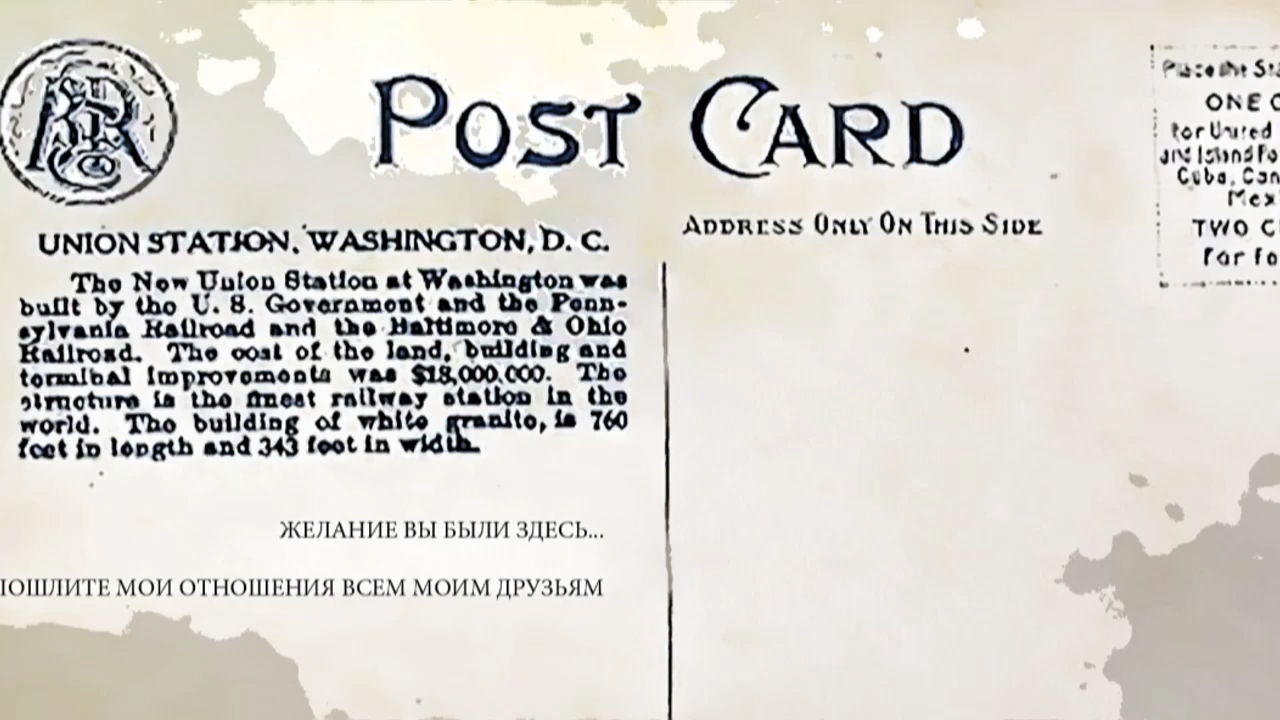 POST CARD
ADDRESS ONLY ON THIS SIDE
UNION STATION, WASHINGTON, D. C.
The New Union Station at Washington was
built by the U. S. Government and the Penn-
sylvania Railroad and the Baltimore & Ohio
Railroad. The cost of the land, building and
terminal improvements was $18,000,000. The
structure is the finest railway station in the
world. The building of white granite, is 760
feet in length and 343 feet in width.
ЖЕЛАНИЕ ВЫ БЫЛИ ЗДЕСЬ...
ПОШЛИТЕ МОИ ОТНОШЕНИЯ ВСЕМ МОИМ ДРУЗЬЯМ
Place the Sta
ONE C
for United
and Island Po
Cuba, Can
Mex
TWO C
For Fo